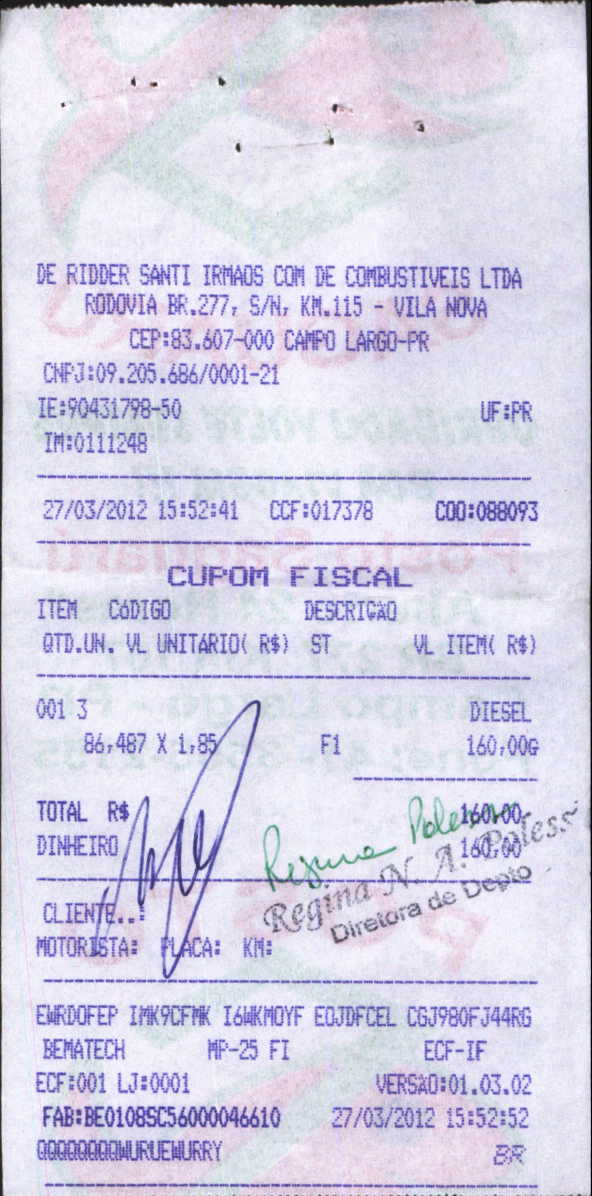 DE RIDDER SANTI IRMAOS COM DE COMBUSTIVEIS LTDA
RODOVIA BR.277, S/N, KM.115 - VILA NOVA
CEP:83.607-000 CAMPO LARGO-PR
CNPJ:09.205.686/0001-21
IE:90431798-50 UF:PR
IM:0111248
27/03/2012 15:52:41 CCF:017378 COO:088093
CUPOM FISCAL
ITEM CóDIGO DESCRIÇãO
QTD.UN. VL UNITáRIO( R$) ST VL ITEM( R$)
001 3 DIESEL
86,487 X 1,85 F1 160,00G
TOTAL R$ 160,00
DINHEIRO 160,00
Regina
Regina N. A. Poless
Diretora de Depto
CLIENTE..:
MOTORISTA: PLACA: KM:
EWRDOFEP IMK9CFMK I6WKMOYF EOJDFCEL CGJ980FJ44RG
BEMATECH MP-25 FI ECF-IF
ECF:001 LJ:0001 VERSãO:01.03.02
FAB:BE0108SC56000046610 27/03/2012 15:52:52
QQQQQQQQWURUEWURRY BR